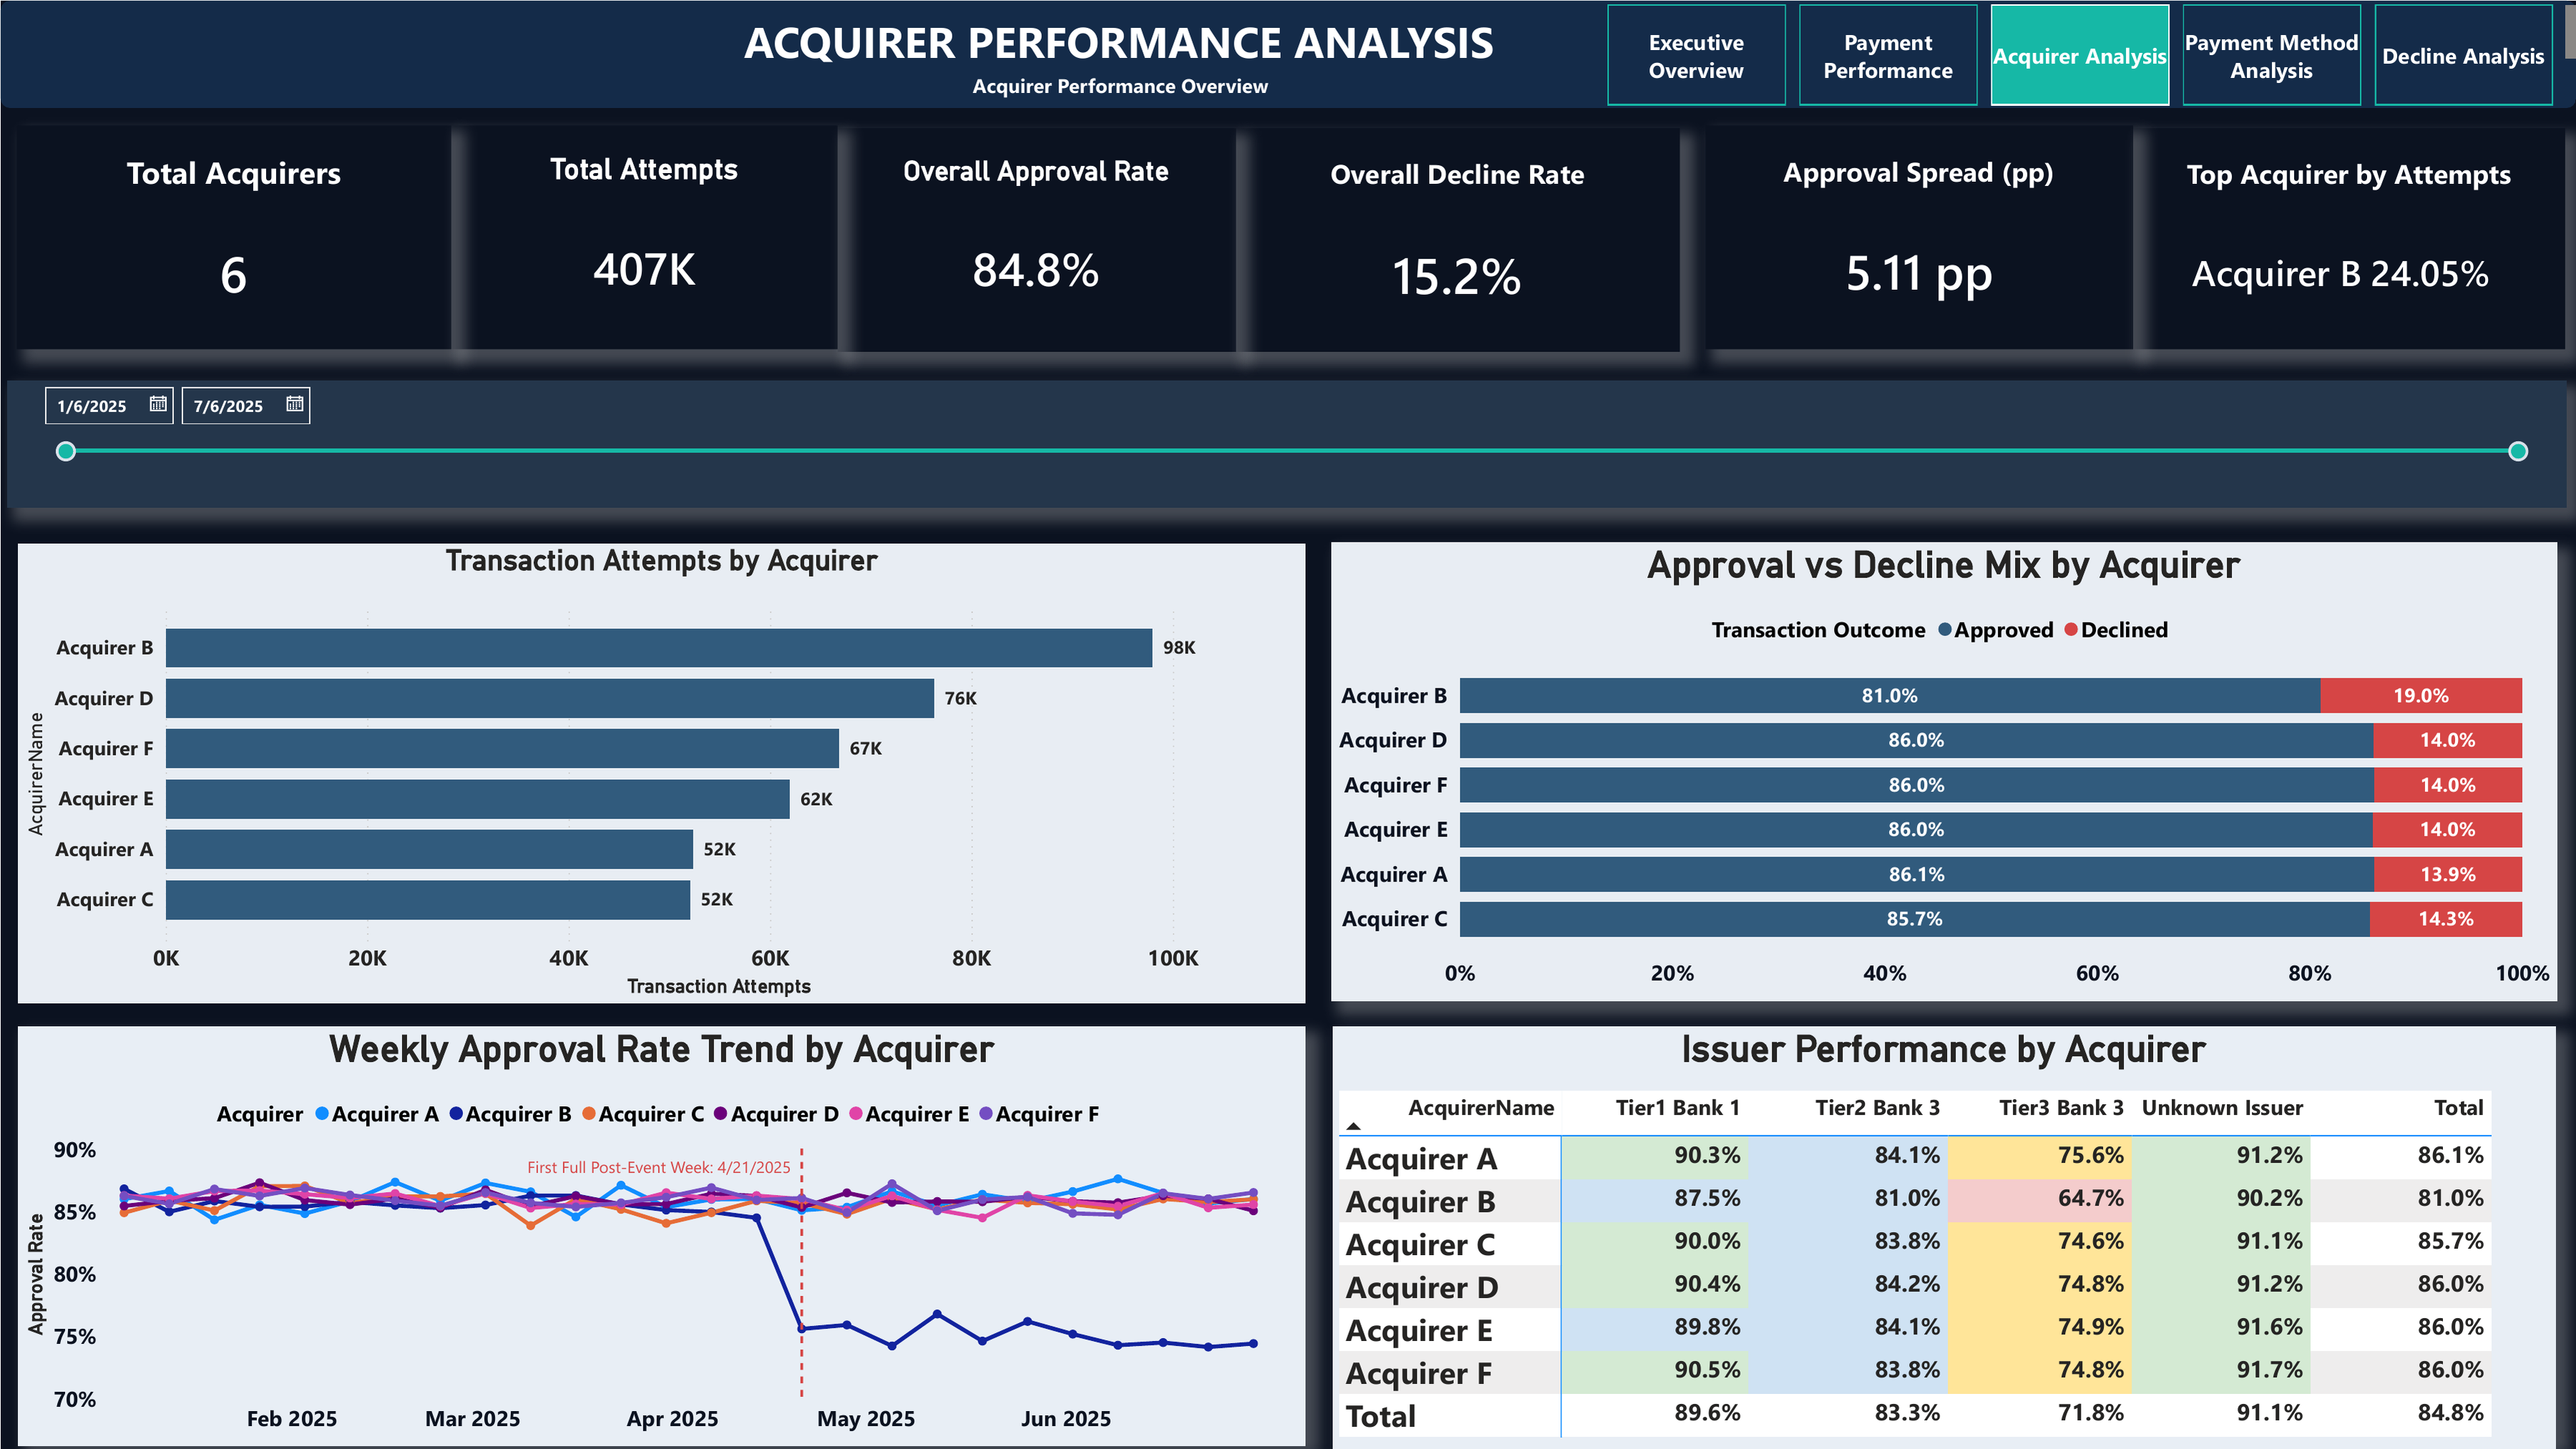 ACQUIRER PERFORMANCE ANALYSIS
Acquirer Performance Overview
Executive
Overview
Payment
Performance
Acquirer Analysis
Payment Method
Analysis
Decline Analysis
Total Acquirers
6
Total Attempts
407K
Overall Approval Rate
84.8%
Overall Decline Rate
15.2%
Approval Spread (pp)
5.11 pp
Top Acquirer by Attempts
Acquirer B 24.05%
1/6/2025
7/6/2025
Transaction Attempts by Acquirer
AcquirerName
Acquirer B 98K
Acquirer D 76K
Acquirer F 67K
Acquirer E 62K
Acquirer A 52K
Acquirer C 52K
0K 20K 40K 60K 80K 100K
Transaction Attempts
Approval vs Decline Mix by Acquirer
Transaction Outcome Approved Declined
Acquirer B 81.0% 19.0%
Acquirer D 86.0% 14.0%
Acquirer F 86.0% 14.0%
Acquirer E 86.0% 14.0%
Acquirer A 86.1% 13.9%
Acquirer C 85.7% 14.3%
0% 20% 40% 60% 80% 100%
Weekly Approval Rate Trend by Acquirer
Acquirer Acquirer A Acquirer B Acquirer C Acquirer D Acquirer E Acquirer F
Approval Rate
90%
First Full Post-Event Week: 4/21/2025
85%
80%
75%
70%
Feb 2025 Mar 2025 Apr 2025 May 2025 Jun 2025
Issuer Performance by Acquirer
AcquirerName Tier1 Bank 1 Tier2 Bank 3 Tier3 Bank 3 Unknown Issuer Total
Acquirer A 90.3% 84.1% 75.6% 91.2% 86.1%
Acquirer B 87.5% 81.0% 64.7% 90.2% 81.0%
Acquirer C 90.0% 83.8% 74.6% 91.1% 85.7%
Acquirer D 90.4% 84.2% 74.8% 91.2% 86.0%
Acquirer E 89.8% 84.1% 74.9% 91.6% 86.0%
Acquirer F 90.5% 83.8% 74.8% 91.7% 86.0%
Total 89.6% 83.3% 71.8% 91.1% 84.8%